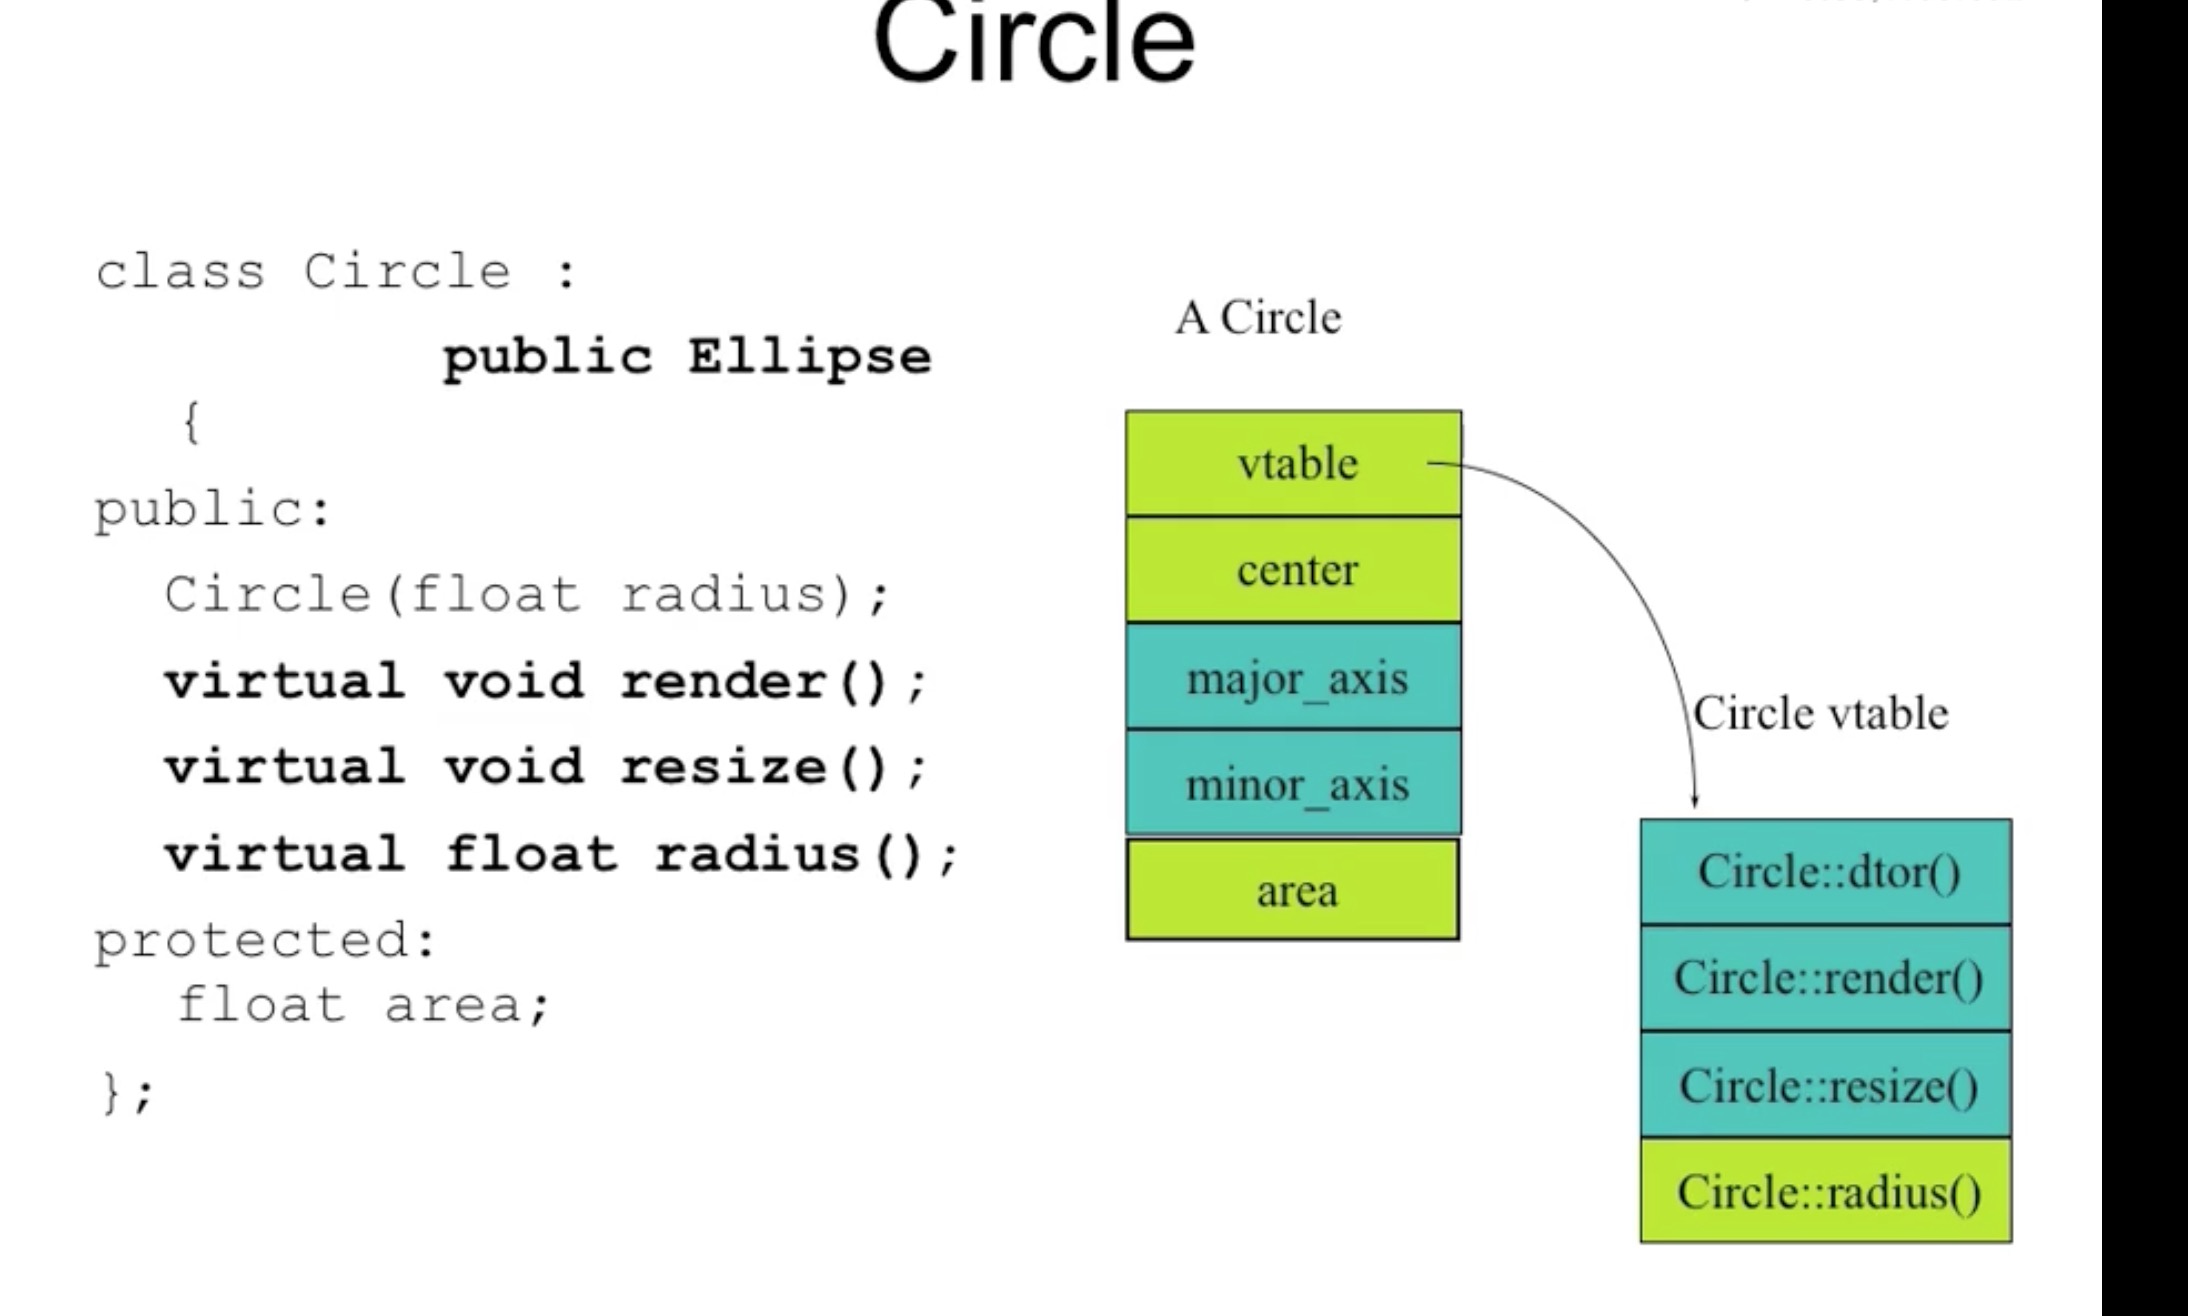 Circle
class Circle :
public Ellipse
{
public:
Circle(float radius);
virtual void render();
virtual void resize();
virtual float radius();
protected:
float area;
};
A Circle
vtable
center
major_axis
minor_axis
area
Circle vtable
Circle::dtor()
Circle::render()
Circle::resize()
Circle::radius()